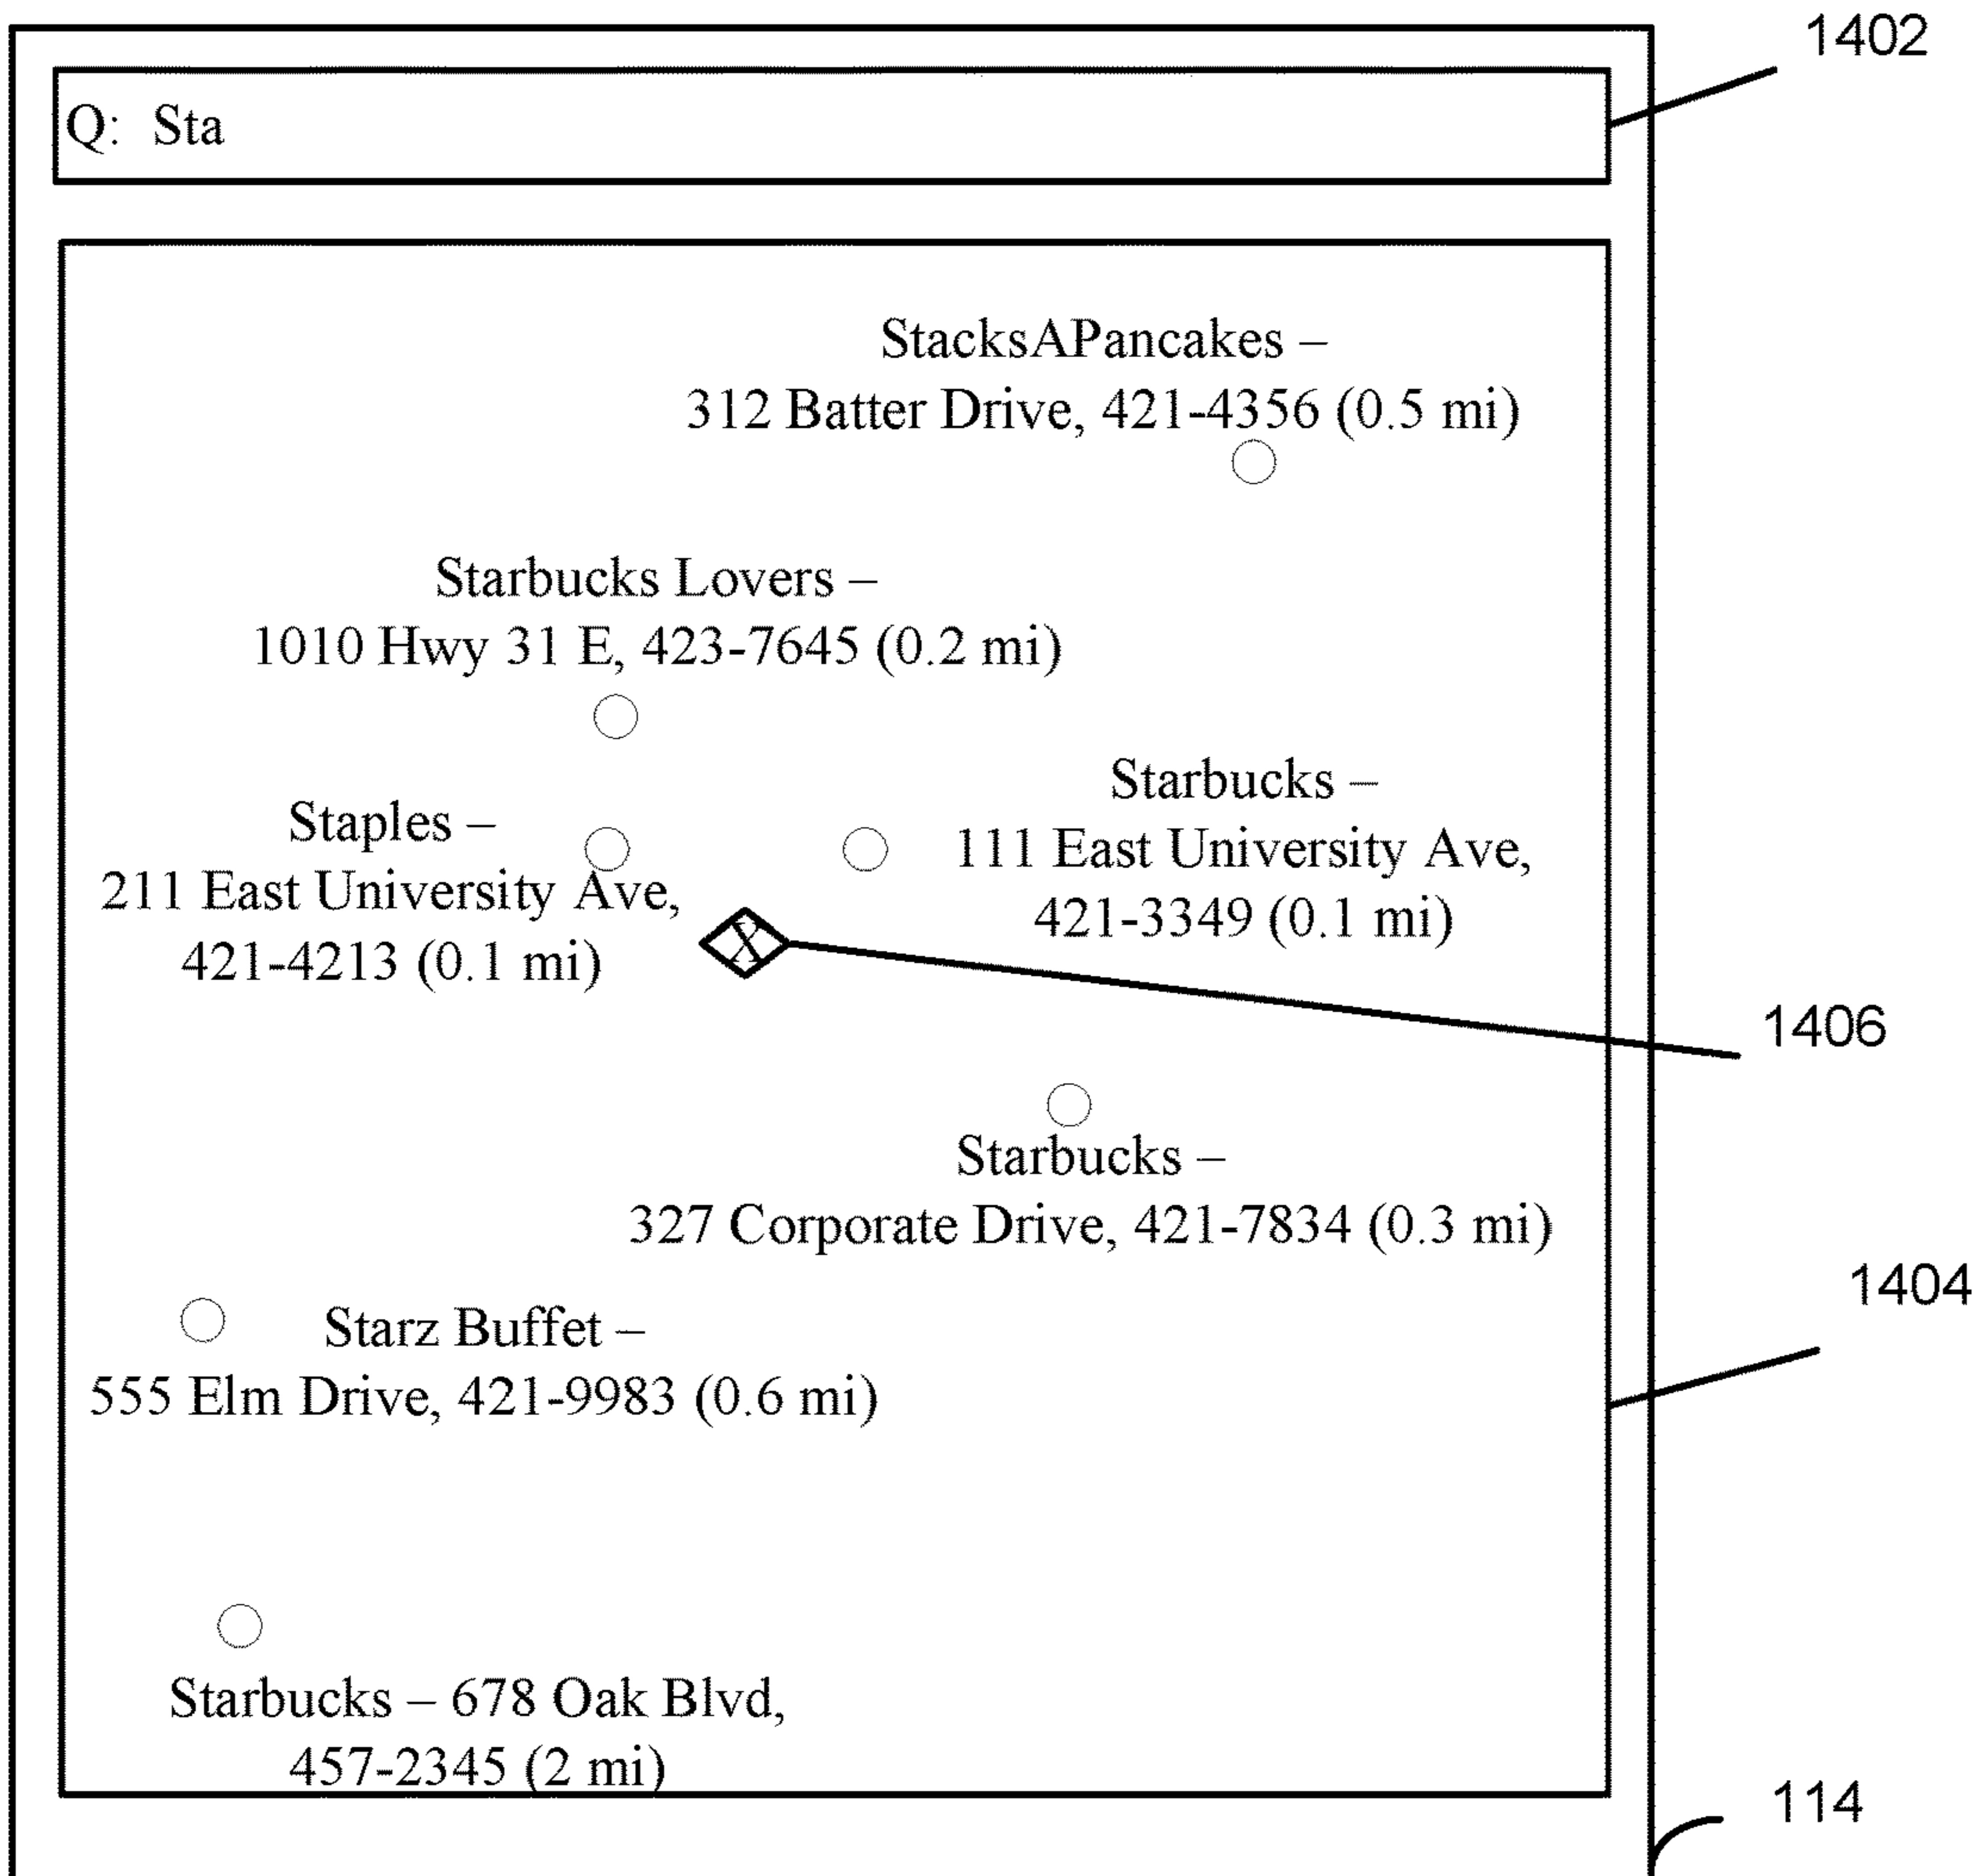 1402
Q: Sta
StacksAPancakes –
312 Batter Drive, 421-4356 (0.5 mi)
Starbucks Lovers –
1010 Hwy 31 E, 423-7645 (0.2 mi)
Starbucks –
111 East University Ave,
421-3349 (0.1 mi)
Staples –
211 East University Ave,
421-4213 (0.1 mi)
X
1406
Starbucks –
327 Corporate Drive, 421-7834 (0.3 mi)
1404
Starz Buffet –
555 Elm Drive, 421-9983 (0.6 mi)
Starbucks – 678 Oak Blvd,
457-2345 (2 mi)
114